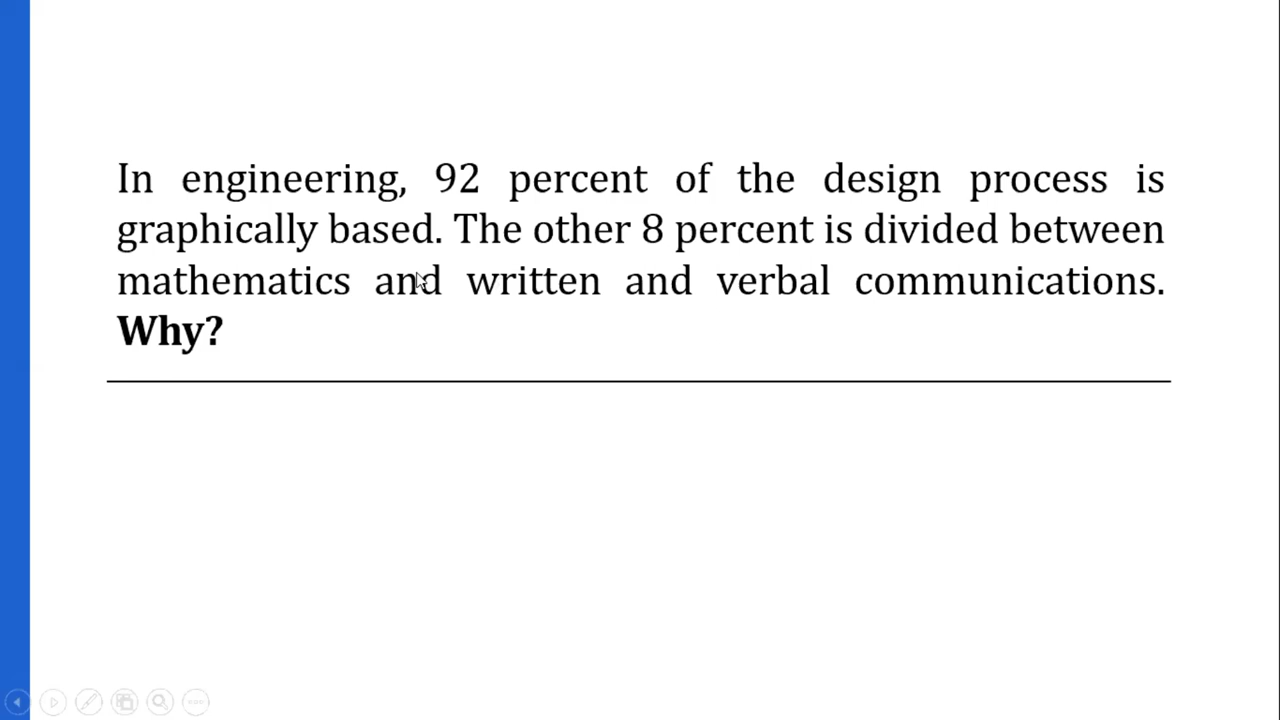 In engineering, 92 percent of the design process is
graphically based. The other 8 percent is divided between
mathematics and written and verbal communications.
Why?